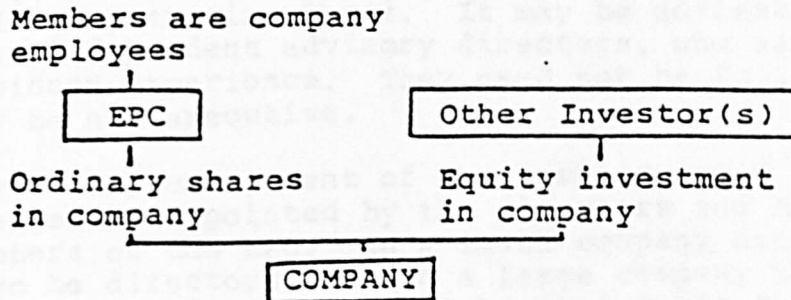 Members are company
employees
EPC
Other Investor(s)
Ordinary shares
in company
Equity investment
in company
COMPANY